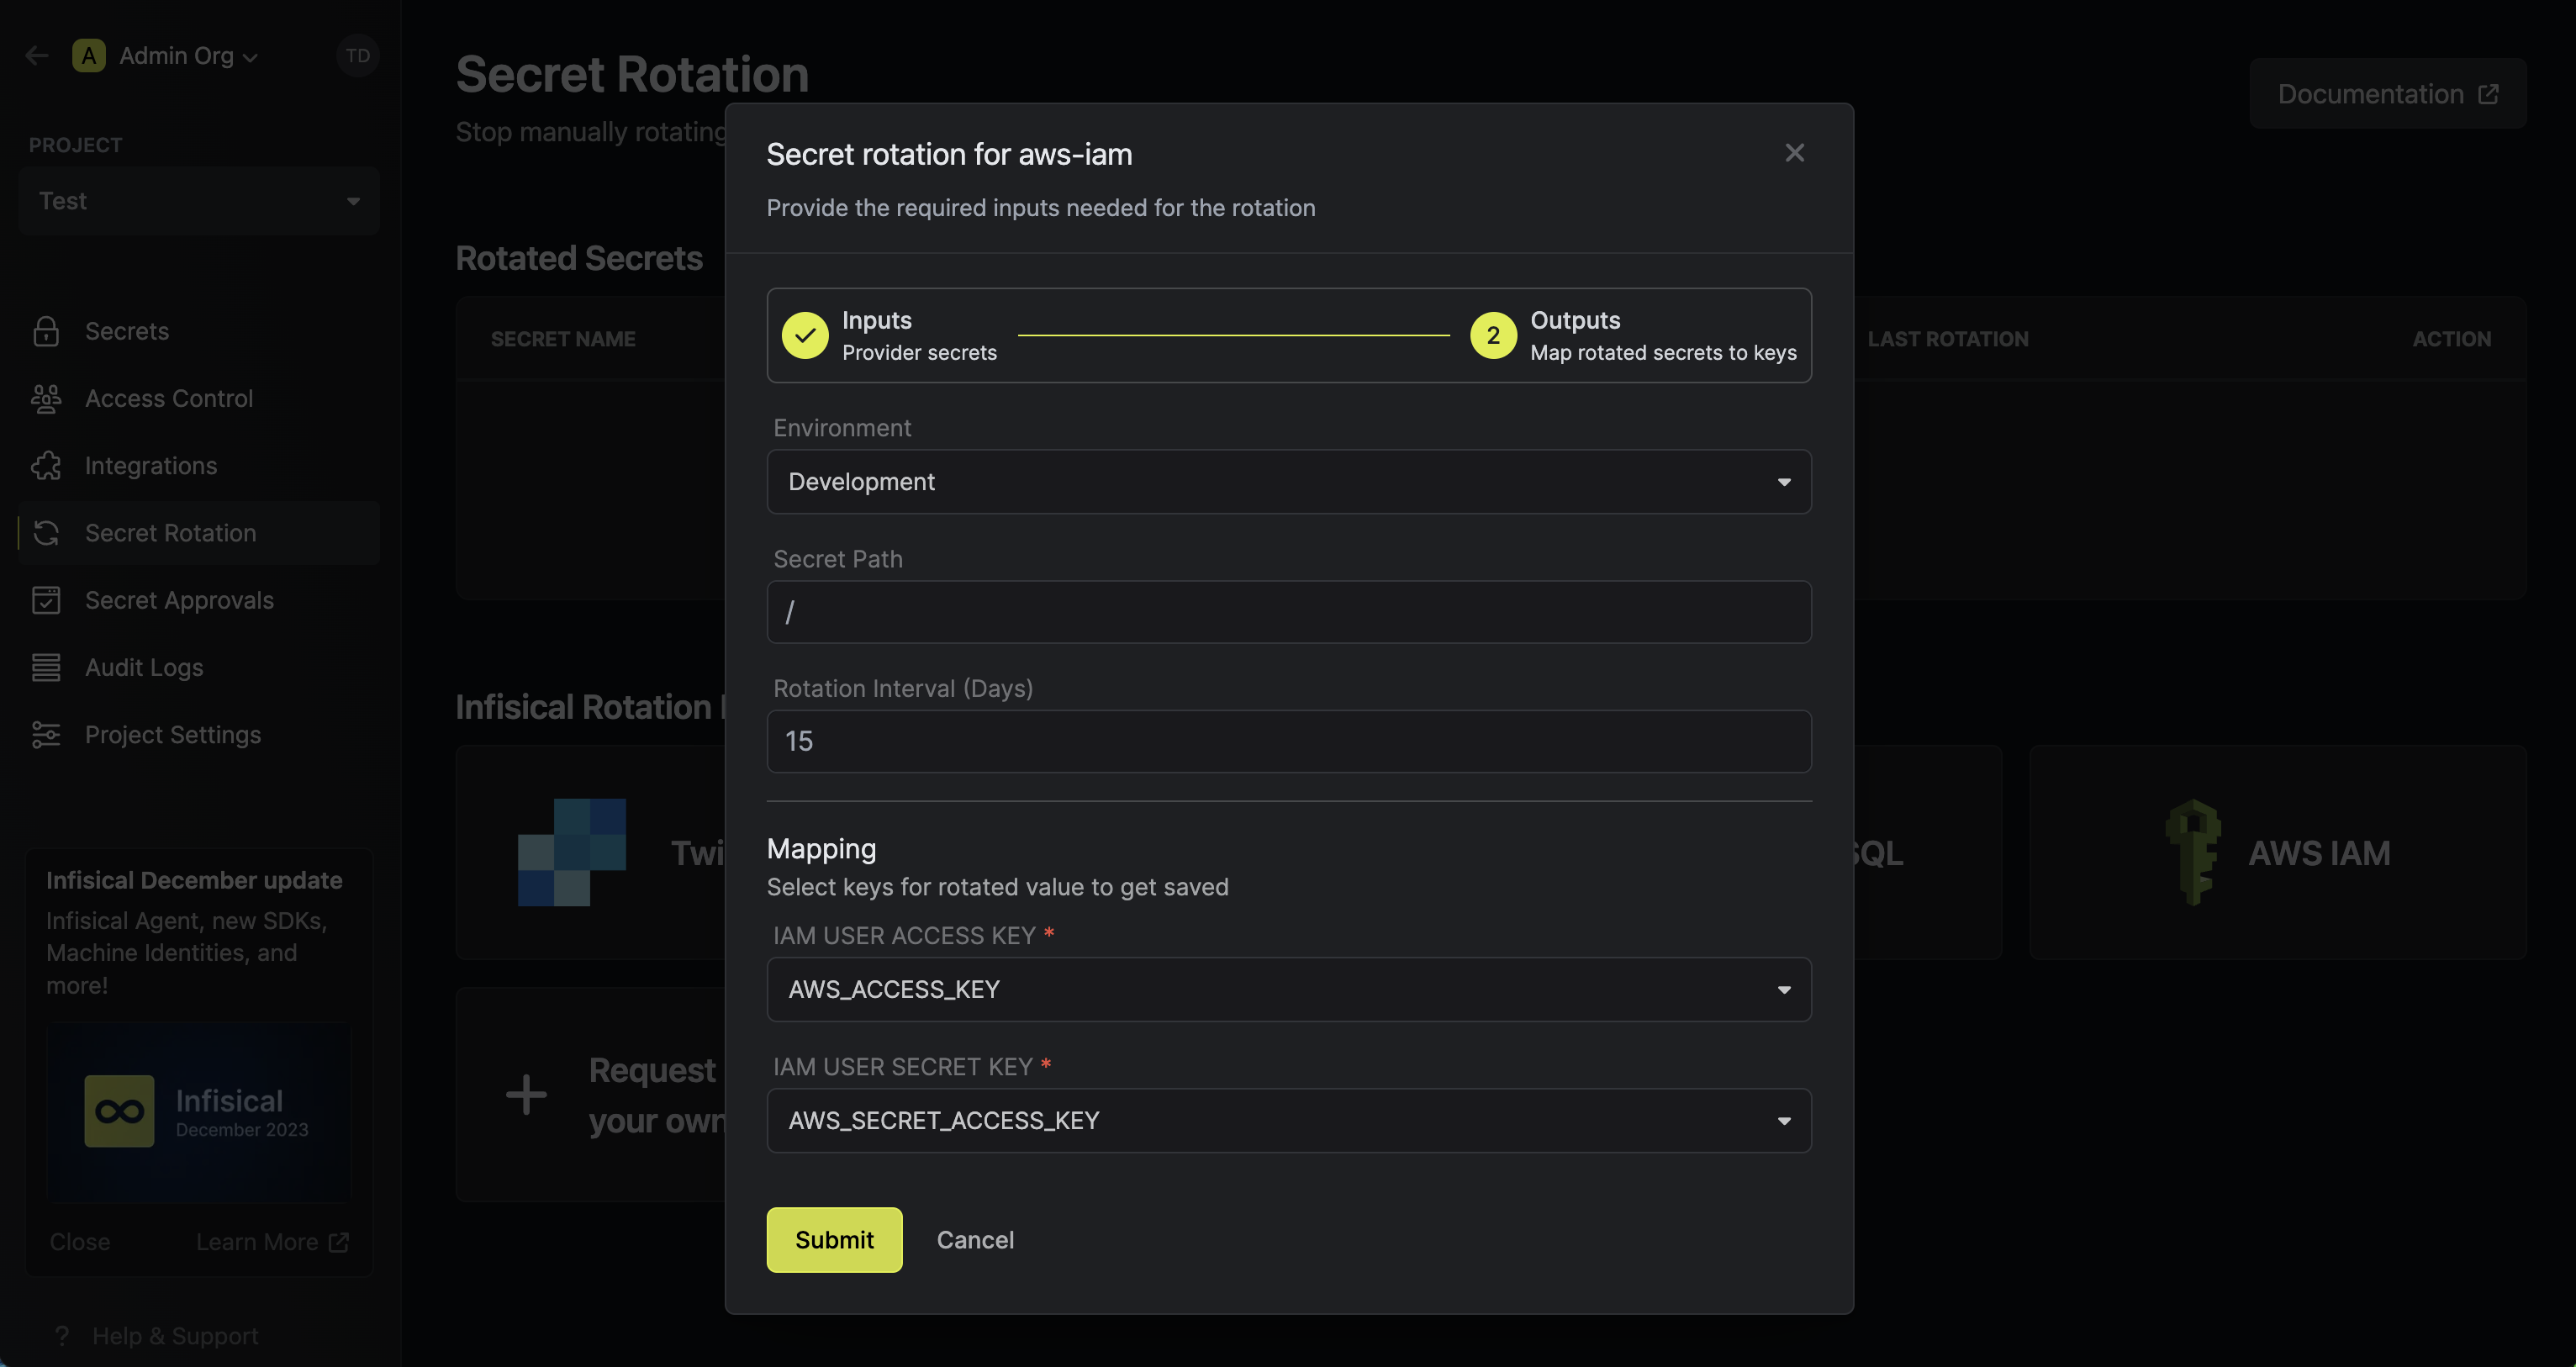 A Admin Org
TD
PROJECT
Test
Secrets
Access Control
Integrations
Secret Rotation
Secret Approvals
Audit Logs
Project Settings
Infisical December update
Infisical Agent, new SDKs,
Machine Identities, and
more!
Infisical
December 2023
Close
Learn More
? Help & Support
Secret Rotation
Stop manually rotating
Documentation
Rotated Secrets
SECRET NAME
LAST ROTATION
ACTION
Infisical Rotation
Twi
SQL
AWS IAM
Request
your own
Secret rotation for aws-iam
Provide the required inputs needed for the rotation
Inputs
Provider secrets
2
Outputs
Map rotated secrets to keys
Environment
Development
Secret Path
/
Rotation Interval (Days)
15
Mapping
Select keys for rotated value to get saved
IAM USER ACCESS KEY *
AWS_ACCESS_KEY
IAM USER SECRET KEY *
AWS_SECRET_ACCESS_KEY
Submit
Cancel